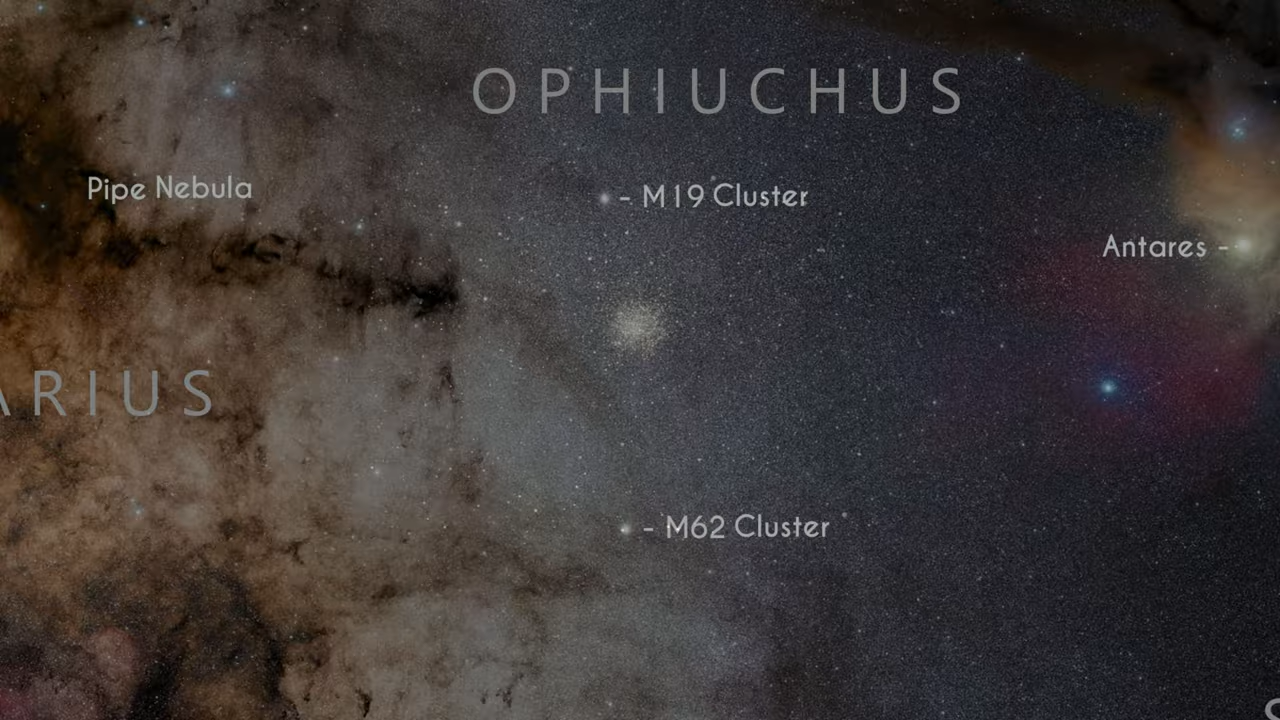 OPHIUCHUS
Pipe Nebula
- M19 Cluster
Antares -
ARIUS
- M62 Cluster
S